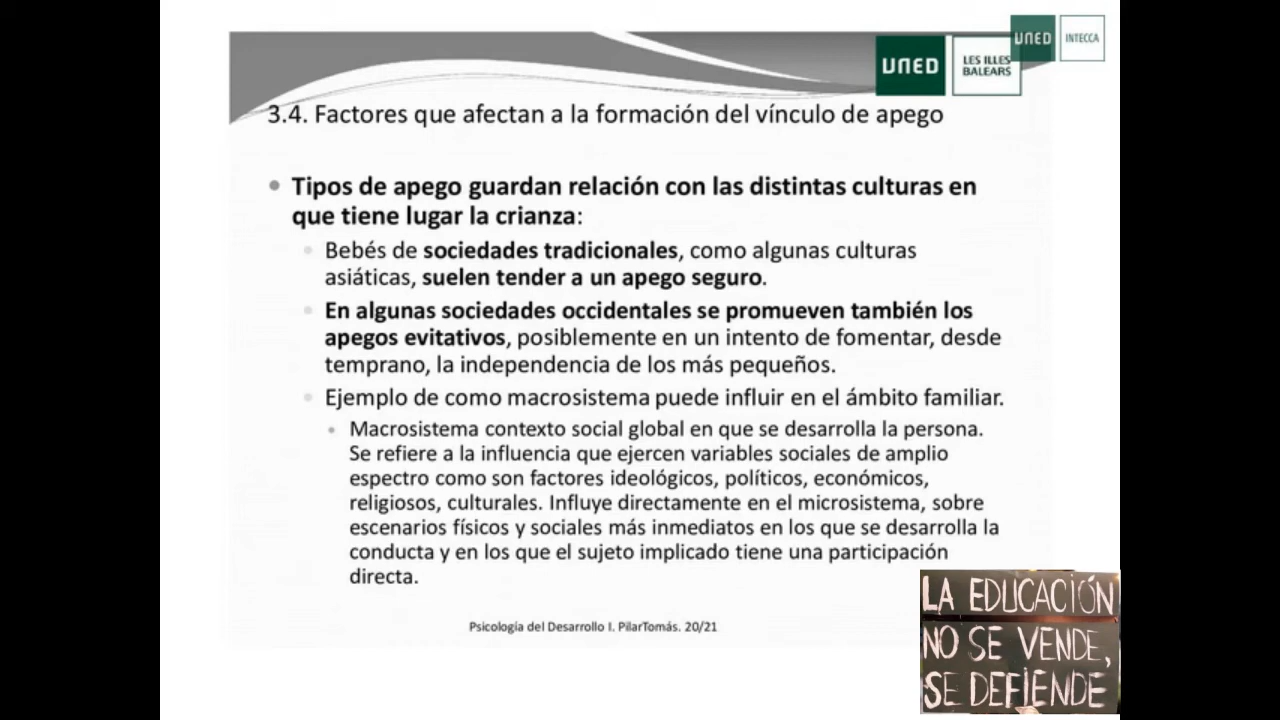 UNED
INTECCA
UNED
LES ILLES
BALEARS
3.4. Factores que afectan a la formación del vínculo de apego
• Tipos de apego guardan relación con las distintas culturas en
que tiene lugar la crianza:
• Bebés de sociedades tradicionales, como algunas culturas
asiáticas, suelen tender a un apego seguro.
• En algunas sociedades occidentales se promueven también los
apegos evitativos, posiblemente en un intento de fomentar, desde
temprano, la independencia de los más pequeños.
• Ejemplo de como macrosistema puede influir en el ámbito familiar.
• Macrosistema contexto social global en que se desarrolla la persona.
Se refiere a la influencia que ejercen variables sociales de amplio
espectro como son factores ideológicos, políticos, económicos,
religiosos, culturales. Influye directamente en el microsistema, sobre
escenarios físicos y sociales más inmediatos en los que se desarrolla la
conducta y en los que el sujeto implicado tiene una participación
directa.
Psicología del Desarrollo I. PilarTomás. 20/21
LA EDUCACIÓN
NO SE VENDE,
SE DEFIENDE